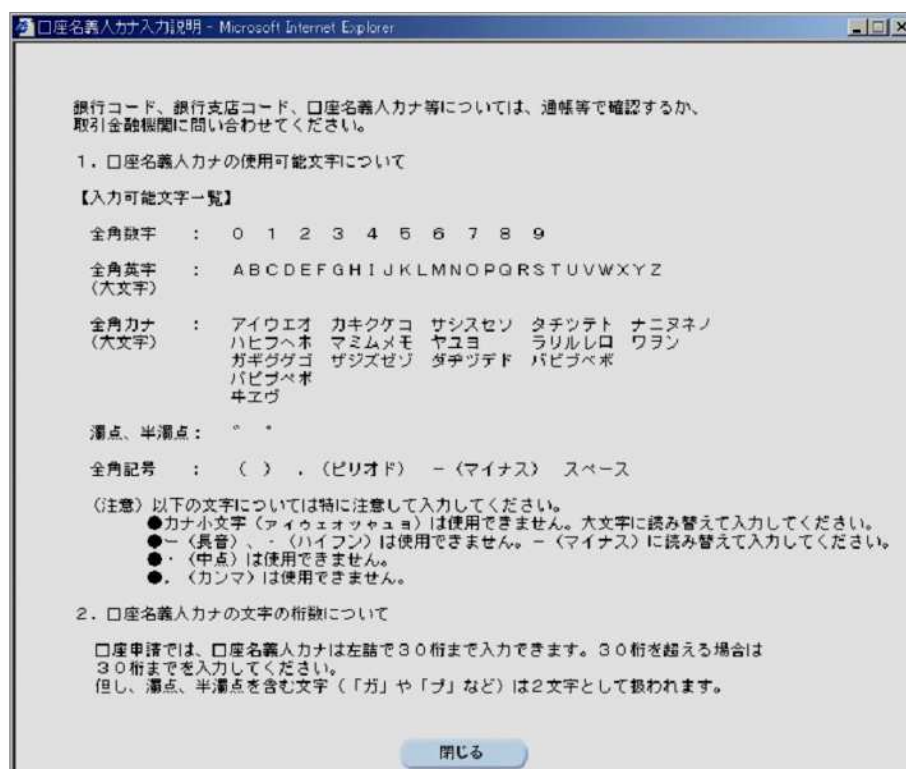 口座名義人カナ入力説明 - Microsoft Internet Explorer
銀行コード、銀行支店コード、口座名義人カナ等については、通帳等で確認するか、
取引金融機関に問い合わせてください。
1．口座名義人カナの使用可能文字について
【入力可能文字一覧】
全角数字 ： ０ １ ２ ３ ４ ５ ６ ７ ８ ９
全角英字 ： ＡＢＣＤＥＦＧＨＩＪＫＬＭＮＯＰＱＲＳＴＵＶＷＸＹＺ
（大文字）
全角カナ ： アイウエオ カキクケコ サシスセソ タチツテト ナニヌネノ
（大文字） ハヒフヘホ マミムメモ ヤユヨ ラリルレロ ワヲン
ガギグゲゴ ザジズゼゾ ダヂヅデド バビブベボ
パピプペポ
ヰヱヴ
濁点、半濁点： ゛ ゜
全角記号 ： （ ） ．（ピリオド） －（マイナス） スペース
（注意）以下の文字については特に注意して入力してください。
●カナ小文字（ァィゥェォッャュョ）は使用できません。大文字に読み替えて入力してください。
●ー（長音）、‐（ハイフン）は使用できません。－（マイナス）に読み替えて入力してください。
●・（中点）は使用できません。
●，（カンマ）は使用できません。
２．口座名義人カナの文字の桁数について
口座申請では、口座名義人カナは左詰で３０桁まで入力できます。３０桁を超える場合は
３０桁までを入力してください。
但し、濁点、半濁点を含む文字（「ガ」や「プ」など）は２文字として扱われます。
閉じる